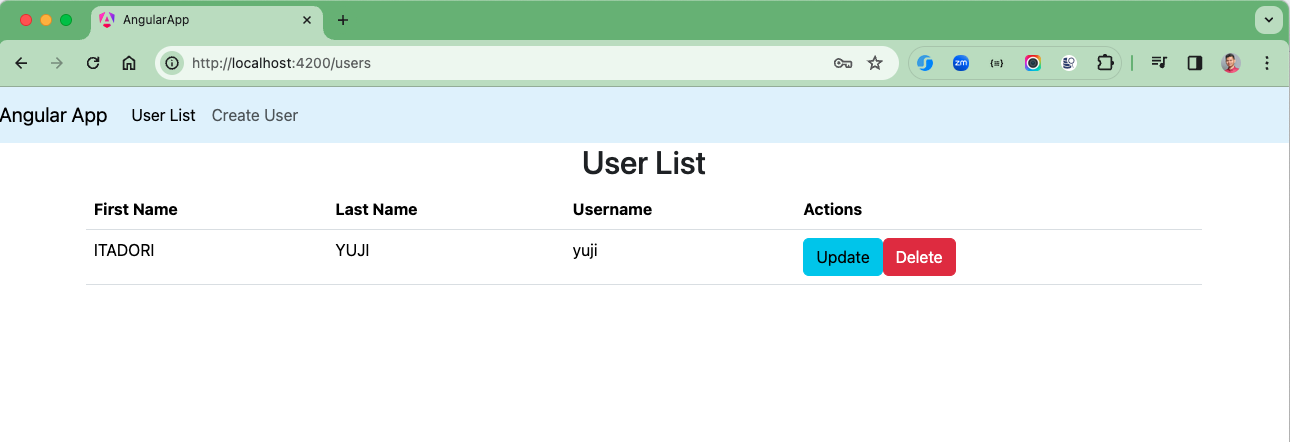 AngularApp
http://localhost:4200/users
zm
Angular App User List Create User
User List
First Name Last Name Username Actions
ITADORI YUJI yuji Update Delete